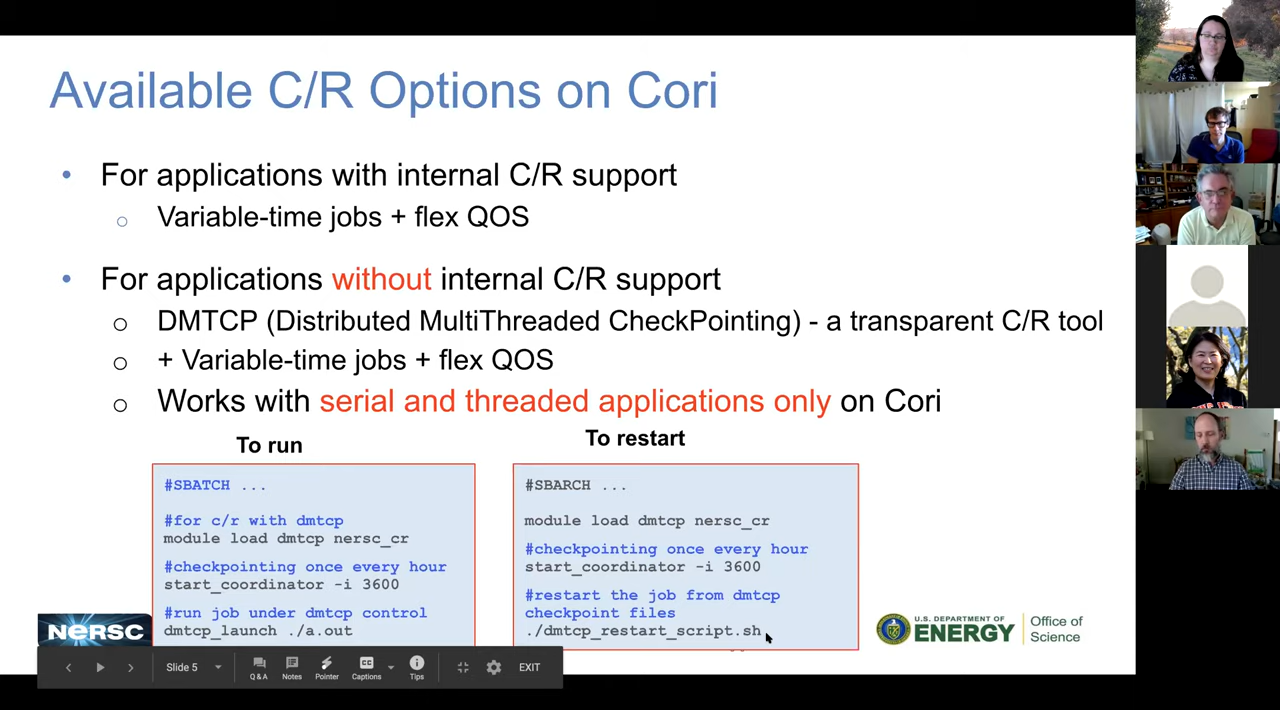 Available C/R Options on Cori
• For applications with internal C/R support
○ Variable-time jobs + flex QOS
• For applications without internal C/R support
○ DMTCP (Distributed MultiThreaded CheckPointing) - a transparent C/R tool
○ + Variable-time jobs + flex QOS
○ Works with serial and threaded applications only on Cori
To run
#SBATCH ...
#for c/r with dmtcp
module load dmtcp nersc_cr
#checkpointing once every hour
start_coordinator -i 3600
#run job under dmtcp control
dmtcp_launch ./a.out
To restart
#SBARCH ...
module load dmtcp nersc_cr
#checkpointing once every hour
start_coordinator -i 3600
#restart the job from dmtcp
checkpoint files
./dmtcp_restart_script.sh
NERSC
U.S. DEPARTMENT OF
ENERGY
Office of
Science
Slide 5
Q & A
Notes
Pointer
Captions
Tips
EXIT